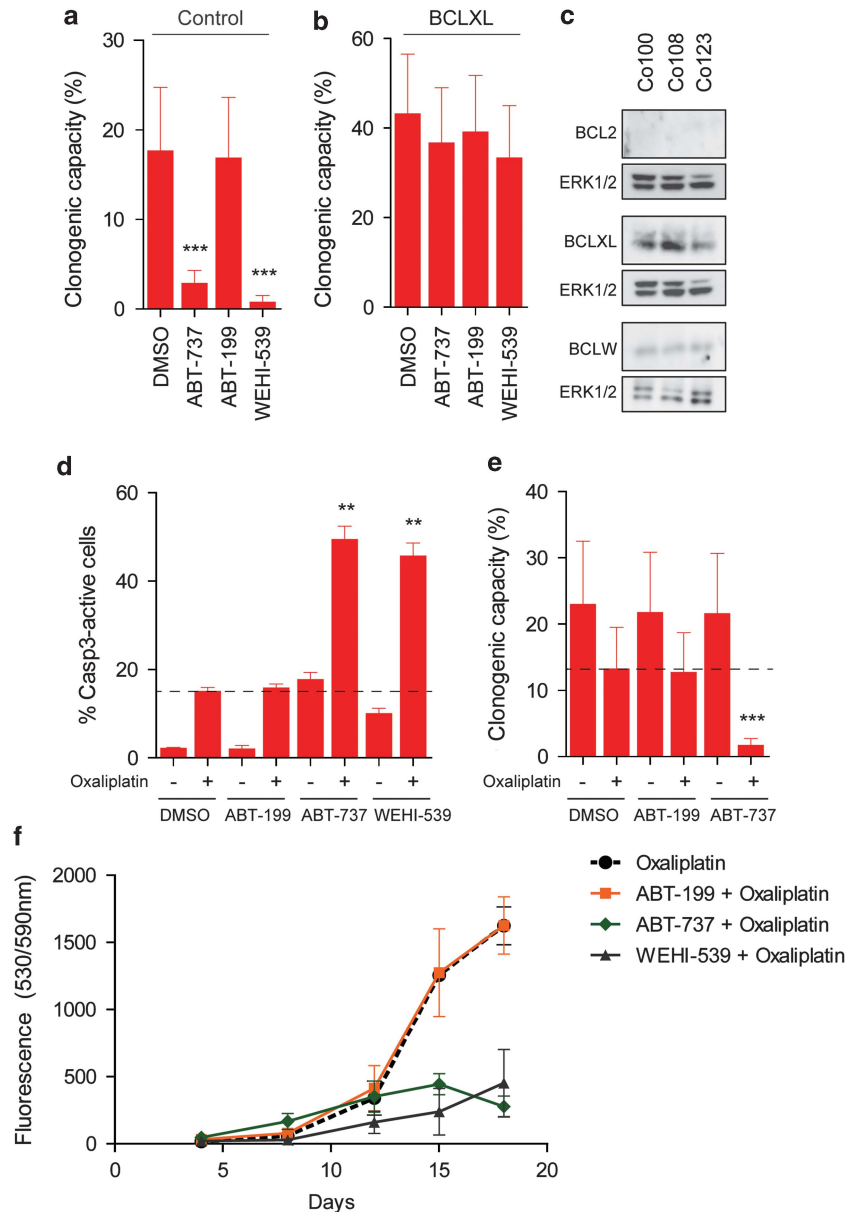 a
Control
Clonogenic capacity (%)
30
20
10
0
***
***
DMSO
ABT-737
ABT-199
WEHI-539
b
BCLXL
Clonogenic capacity (%)
60
40
20
0
DMSO
ABT-737
ABT-199
WEHI-539
c
Co100
Co108
Co123
BCL2
ERK1/2
BCLXL
ERK1/2
BCLW
ERK1/2
d
% Casp3-active cells
60
40
20
0
**
**
Oxaliplatin - + - + - + - +
DMSO ABT-199 ABT-737 WEHI-539
e
Clonogenic capacity (%)
40
30
20
10
0
***
Oxaliplatin - + - + - +
DMSO ABT-199 ABT-737
f
Fluorescence (530/590nm)
2000
1500
1000
500
0
0 5 10 15 20
Days
Oxaliplatin
ABT-199 + Oxaliplatin
ABT-737 + Oxaliplatin
WEHI-539 + Oxaliplatin